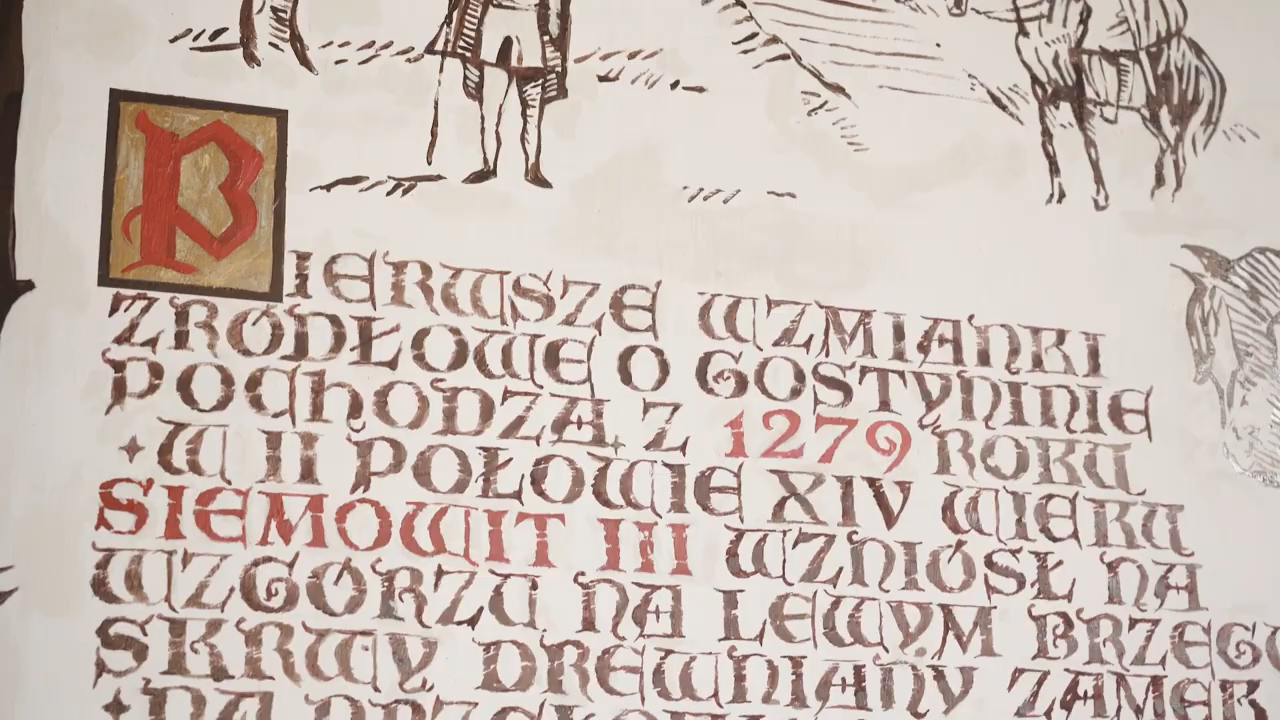 PIERWSZE WZMIANKI
ŹRÓDŁOWE O GOSTYNINIE
POCHODZĄ Z 1279 ROKU
W II POŁOWIE XIV WIEKU
SIEMOWIT III WZNIÓSŁ NA
WZGÓRZU NA LEWYM BRZEGU
SKRWY DREWNIANY ZAMEK